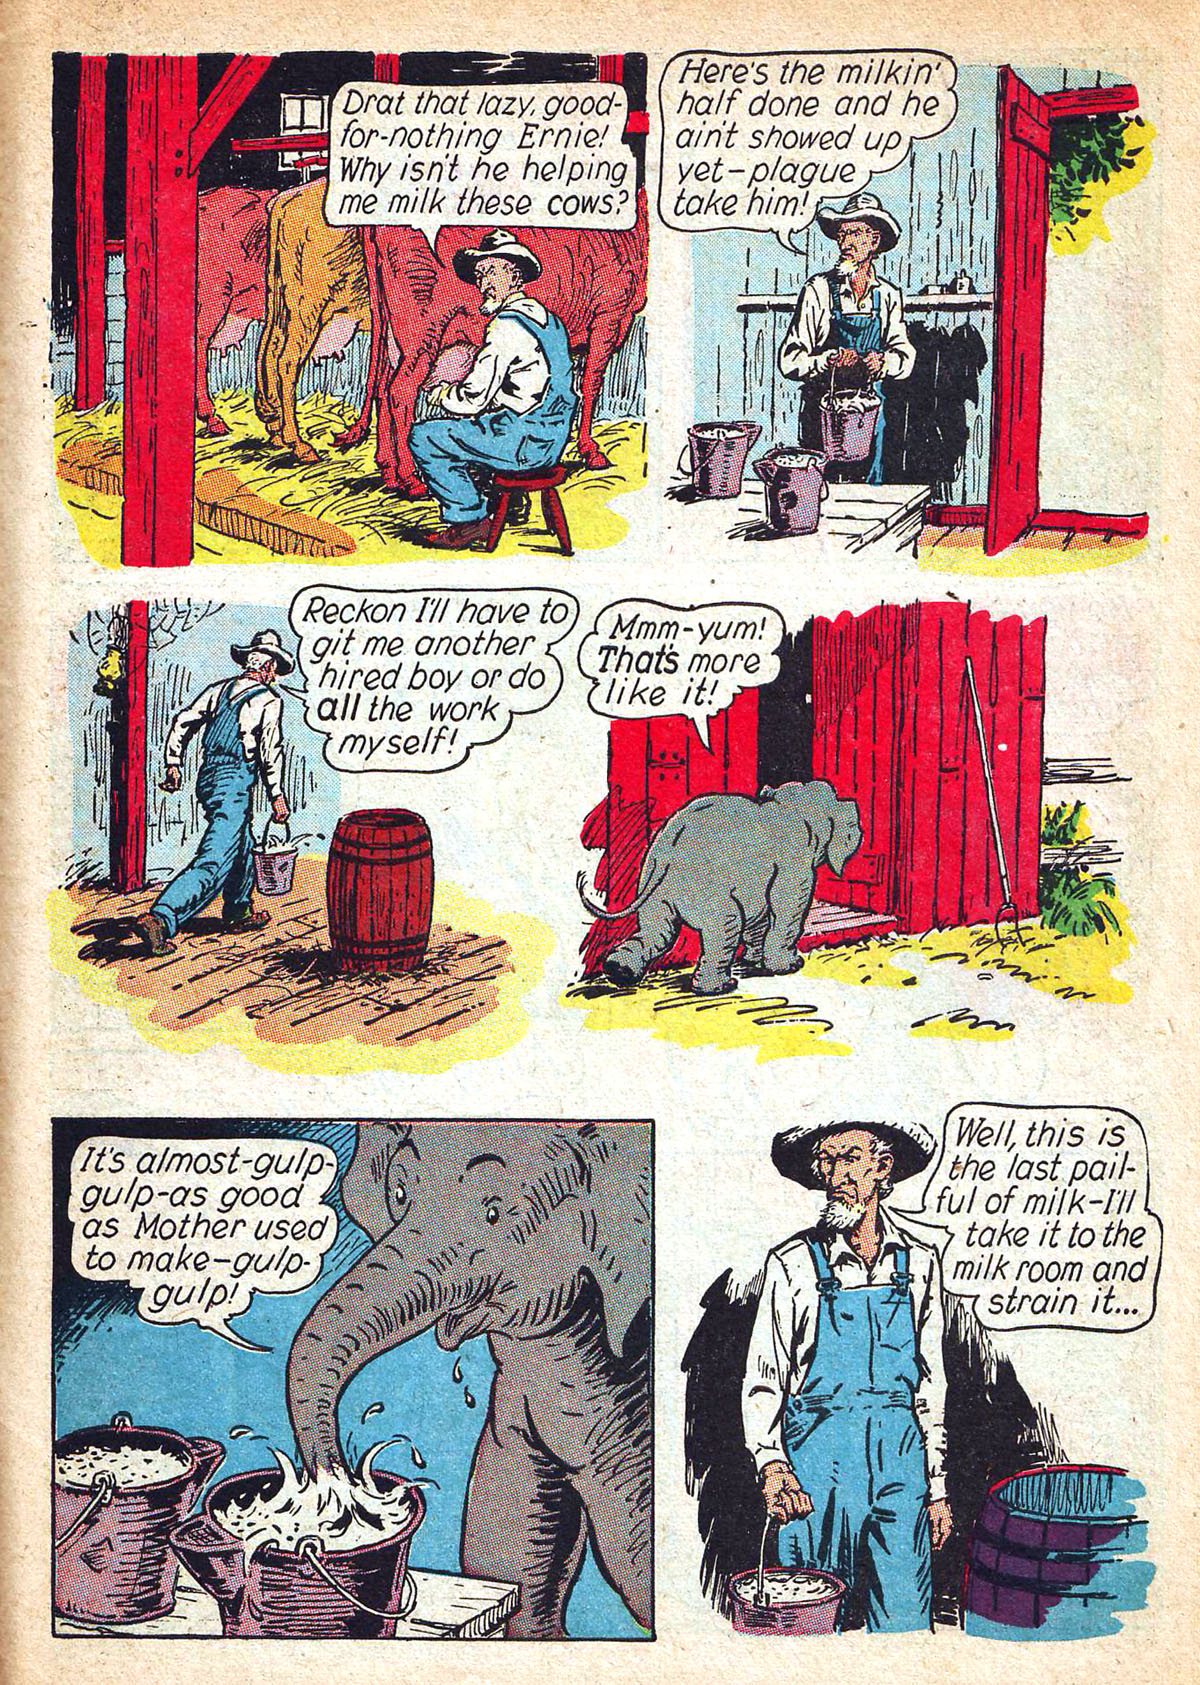 Drat that lazy, good-
for-nothing Ernie!
Why isn't he helping
me milk these cows?
Here's the milkin'
half done and he
ain't showed up
yet-plague
take him!
Reckon I'll have to
git me another
hired boy or do
all the work
myself!
Mmm-yum!
That's more
like it!
It's almost-gulp-
gulp-as good
as Mother used
to make-gulp-
gulp!
Well, this is
the last pail-
ful of milk-I'll
take it to the
milk room and
strain it...